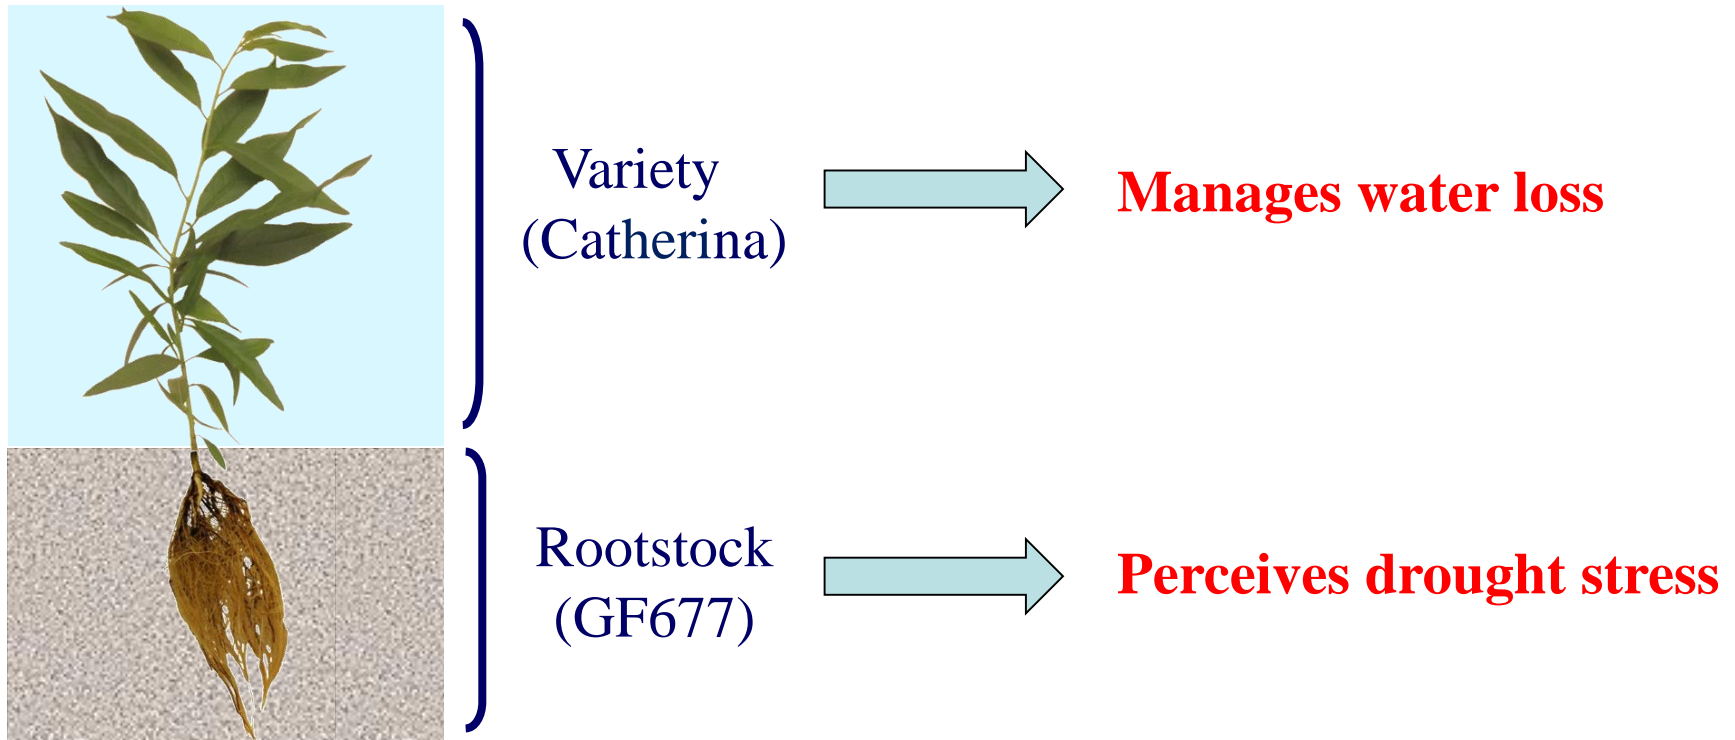 Variety
(Catherina)
Manages water loss
Rootstock
(GF677)
Perceives drought stress